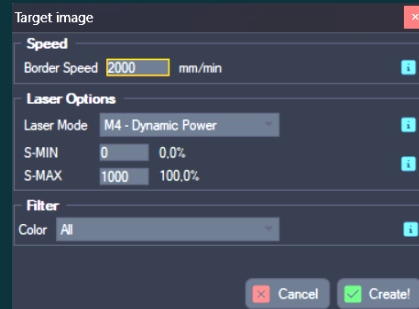 Target image
Speed
Border Speed 2000 mm/min
Laser Options
Laser Mode M4 - Dynamic Power
S-MIN 0 0,0%
S-MAX 1000 100,0%
Filter
Color All
Cancel Create!